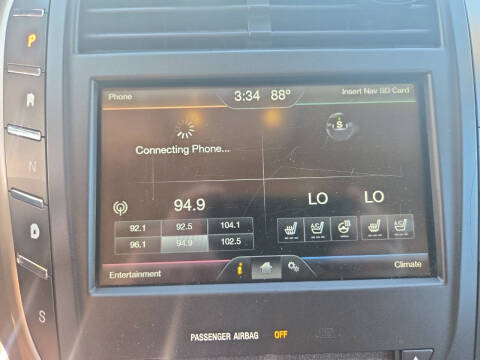 P
R
N
D
S
Phone 3:34 88° Insert Nav SD Card
Connecting Phone...
S
94.9 LO LO
92.1 92.5 104.1
96.1 94.9 102.5
Entertainment i Climate
PASSENGER AIRBAG OFF